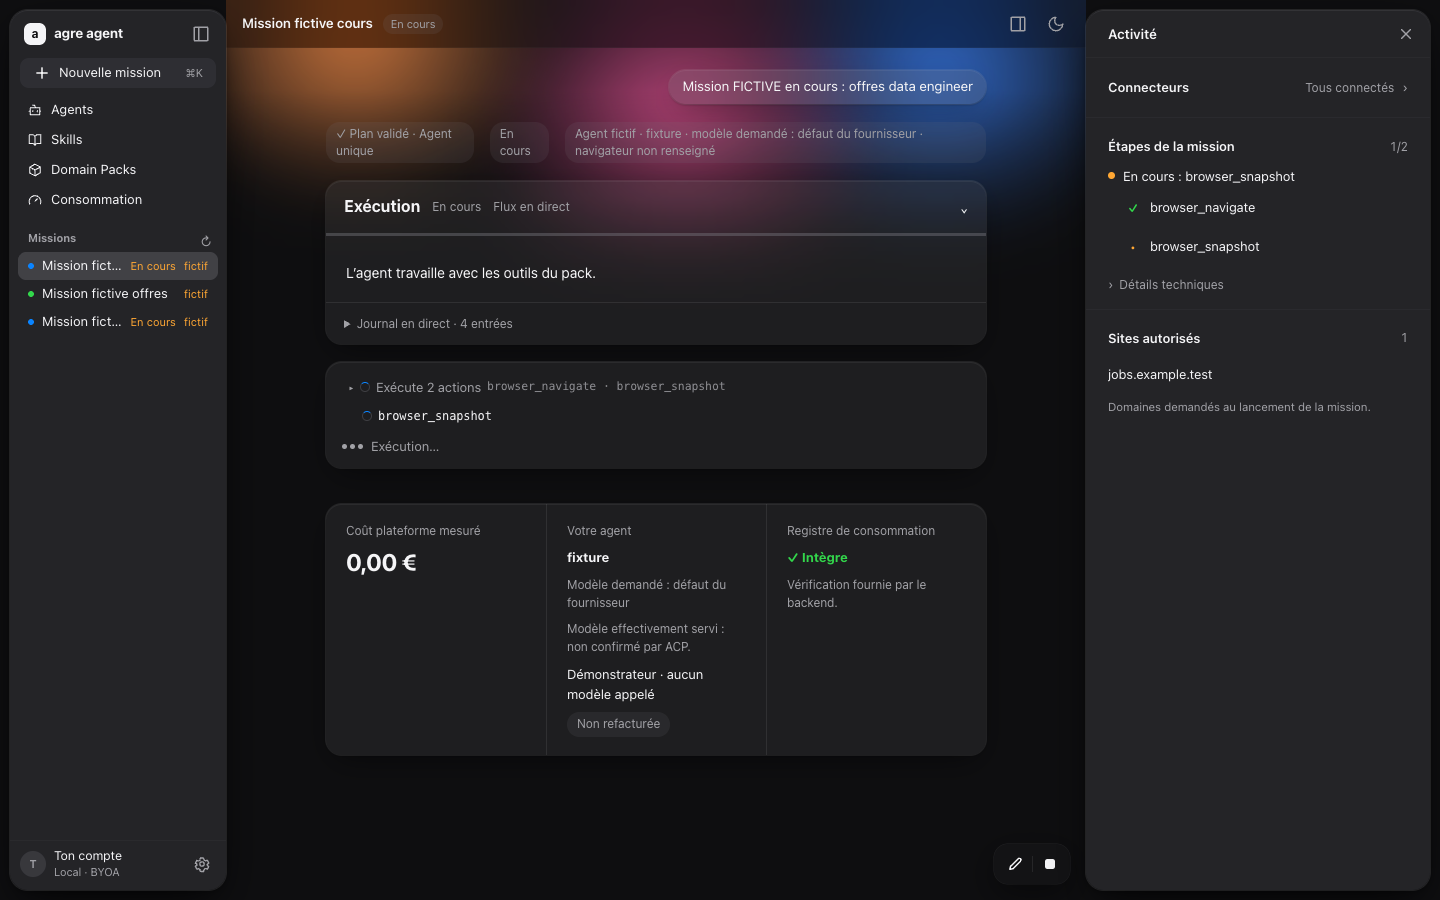 a agre agent
Nouvelle mission ⌘K
Agents
Skills
Domain Packs
Consommation
Missions
Mission fict... En cours fictif
Mission fictive offres fictif
Mission fict... En cours fictif
T
Ton compte
Local · BYOA
Mission fictive cours En cours
Mission FICTIVE en cours : offres data engineer
✓ Plan validé · Agent
unique
En
cours
Agent fictif · fixture · modèle demandé : défaut du fournisseur ·
navigateur non renseigné
Exécution En cours Flux en direct
L'agent travaille avec les outils du pack.
Journal en direct · 4 entrées
Exécute 2 actions browser_navigate · browser_snapshot
browser_snapshot
Exécution…
Coût plateforme mesuré
0,00 €
Votre agent
fixture
Modèle demandé : défaut du
fournisseur
Modèle effectivement servi :
non confirmé par ACP.
Démonstrateur · aucun
modèle appelé
Non refacturée
Registre de consommation
✓ Intègre
Vérification fournie par le
backend.
Activité
Connecteurs Tous connectés ›
Étapes de la mission 1/2
En cours : browser_snapshot
✓ browser_navigate
• browser_snapshot
› Détails techniques
Sites autorisés 1
jobs.example.test
Domaines demandés au lancement de la mission.